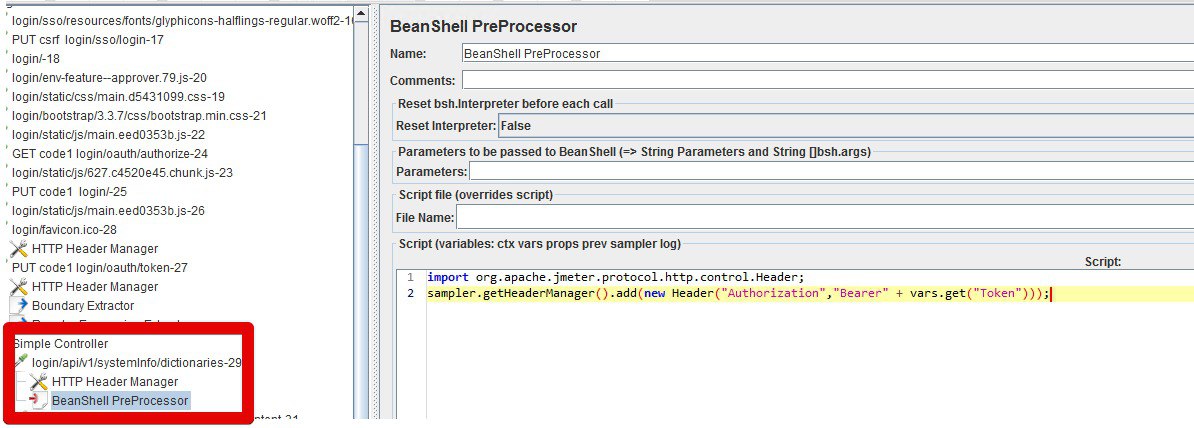 login/sso/resources/fonts/glyphicons-halflings-regular.woff2-16
PUT csrf login/sso/login-17
login/-18
login/env-feature--approver.79.js-20
login/static/css/main.d5431099.css-19
login/bootstrap/3.3.7/css/bootstrap.min.css-21
login/static/js/main.eed0353b.js-22
GET code1 login/oauth/authorize-24
login/static/js/627.c4520e45.chunk.js-23
PUT code1 login/-25
login/static/js/main.eed0353b.js-26
login/favicon.ico-28
HTTP Header Manager
PUT code1 login/oauth/token-27
HTTP Header Manager
Boundary Extractor
Simple Controller
login/api/v1/systemInfo/dictionaries-29
HTTP Header Manager
BeanShell PreProcessor
BeanShell PreProcessor
Name: BeanShell PreProcessor
Comments:
Reset bsh.Interpreter before each call
Reset Interpreter: False
Parameters to be passed to BeanShell (=> String Parameters and String []bsh.args)
Parameters:
Script file (overrides script)
File Name:
Script (variables: ctx vars props prev sampler log)
Script:
1 import org.apache.jmeter.protocol.http.control.Header;
2 sampler.getHeaderManager().add(new Header("Authorization","Bearer" + vars.get("Token")));